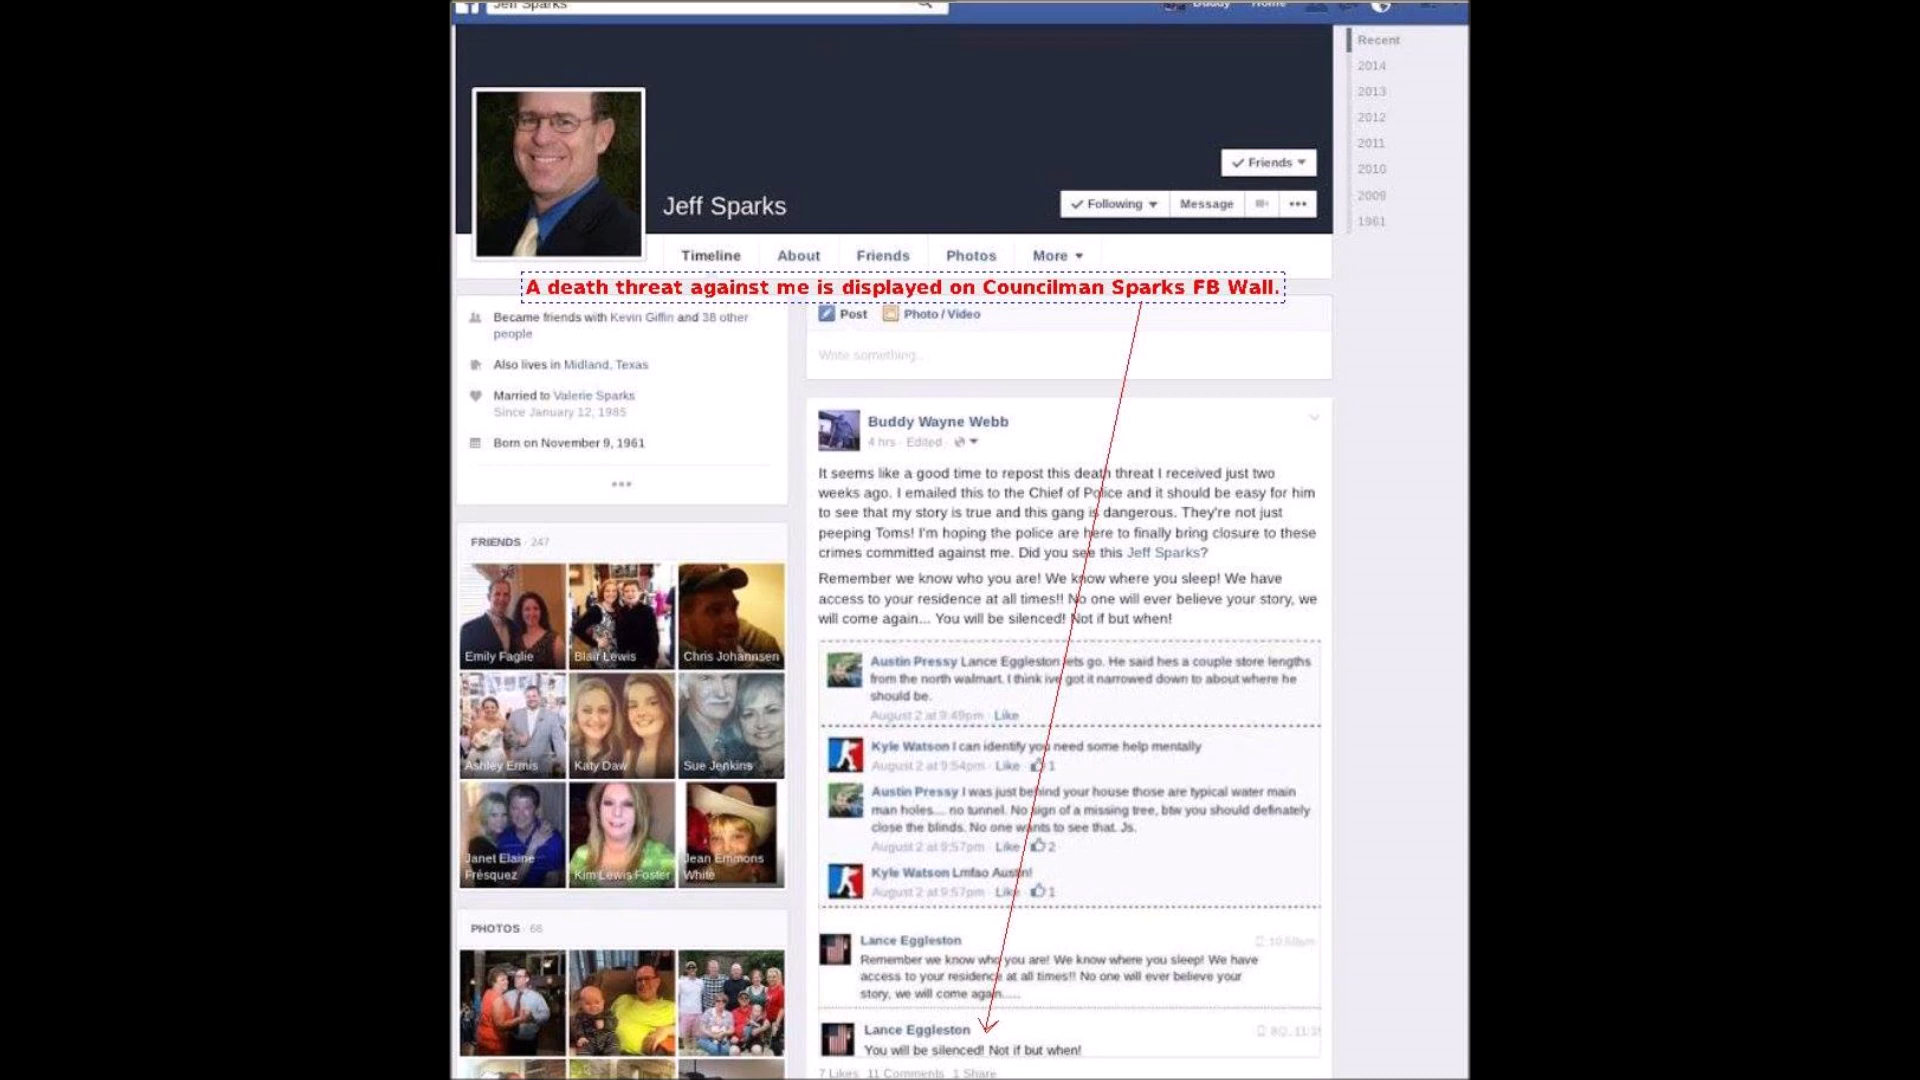 Jeff Sparks
Buddy
Home
Recent
2014
2013
2012
2011
2010
2009
1961
Friends
Jeff Sparks
Following
Message
Timeline
About
Friends
Photos
More
A death threat against me is displayed on Councilman Sparks FB Wall.
Became friends with Kevin Giffin and 38 other
people
Also lives in Midland, Texas
Married to Valerie Sparks
Since January 12, 1985
Born on November 9, 1961
FRIENDS · 247
Emily Faglie
Blair Lewis
Chris Johannsen
Ashley Ermis
Katy Daw
Sue Jenkins
Janet Elaine
Frésquez
Kim Lewis Foster
Jean Emmons
White
PHOTOS · 66
Post
Photo / Video
Write something...
Buddy Wayne Webb
4 hrs · Edited ·
It seems like a good time to repost this death threat I received just two
weeks ago. I emailed this to the Chief of Police and it should be easy for him
to see that my story is true and this gang is dangerous. They're not just
peeping Toms! I'm hoping the police are here to finally bring closure to these
crimes committed against me. Did you see this Jeff Sparks?
Remember we know who you are! We know where you sleep! We have
access to your residence at all times!! No one will ever believe your story, we
will come again... You will be silenced! Not if but when!
Austin Pressy Lance Eggleston lets go. He said hes a couple store lengths
from the north walmart. I think ive got it narrowed down to about where he
should be.
August 2 at 9:49pm · Like
Kyle Watson I can identify you need some help mentally
August 2 at 9:54pm · Like · 1
Austin Pressy I was just behind your house those are typical water main
man holes.... no tunnel. No sign of a missing tree, btw you should definately
close the blinds. No one wants to see that. Js.
August 2 at 9:57pm · Like · 2
Kyle Watson Lmfao Austin!
August 2 at 9:57pm · Like · 1
Lance Eggleston
Remember we know who you are! We know where you sleep! We have
access to your residence at all times!! No one will ever believe your
story, we will come again.....
Lance Eggleston
You will be silenced! Not if but when!
7 Likes 11 Comments 1 Share